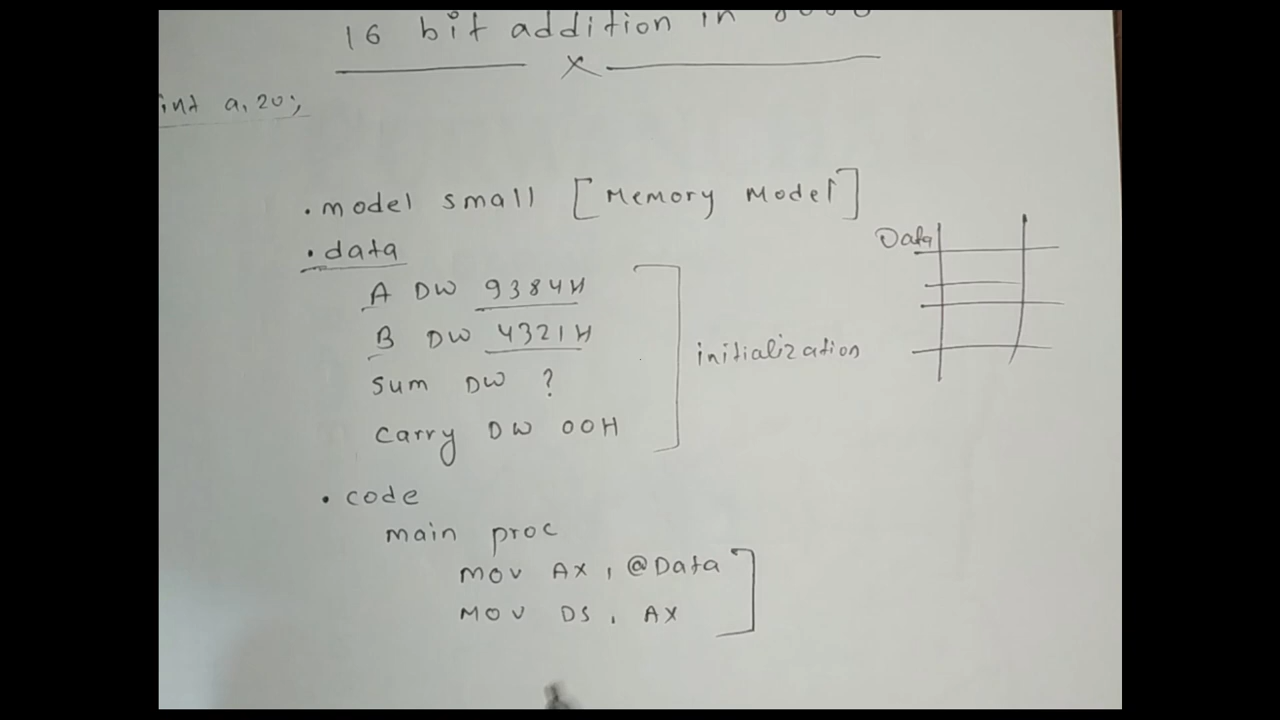 16 bit addition in
int a, 20;
.model small [Memory Model]
.data
Data
A DW 9384H
B DW 4321H
initialization
sum DW ?
carry DW 00H
.code
main proc
MOV AX, @Data
MOV DS, AX